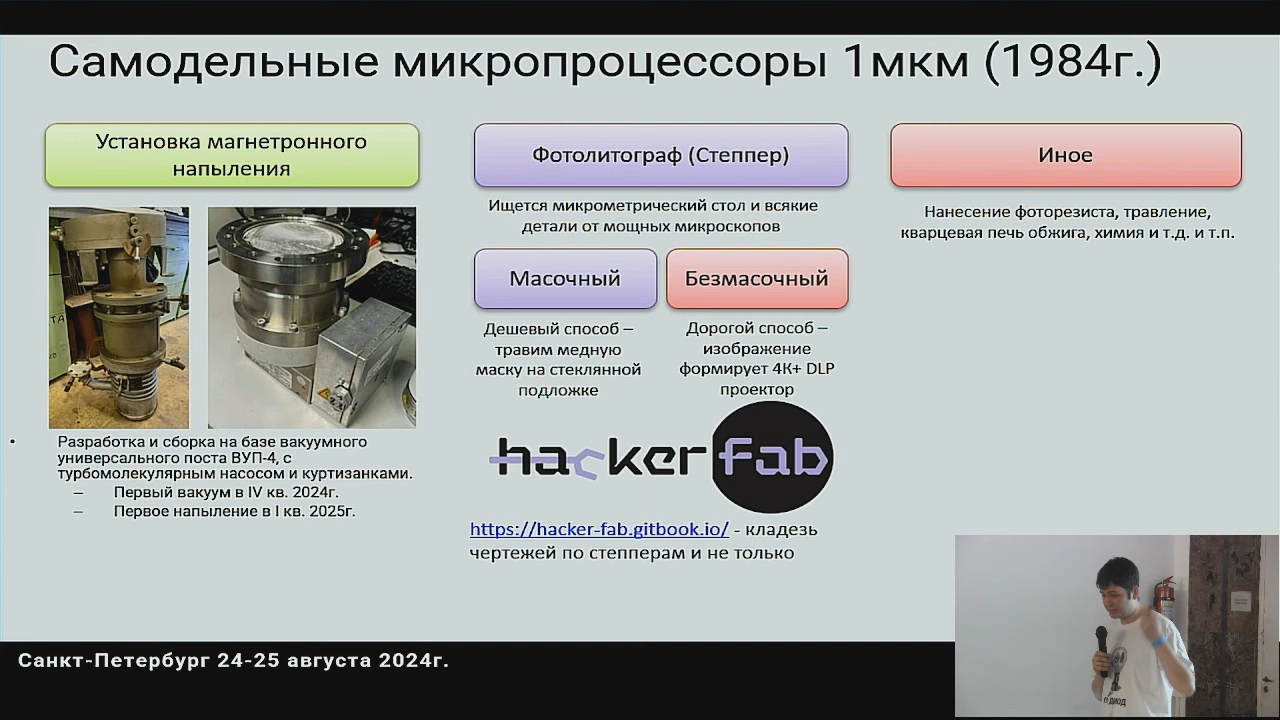 Самодельные микропроцессоры 1мкм (1984г.)
Установка магнетронного
напыления
• Разработка и сборка на базе вакуумного
универсального поста ВУП-4, с
турбомолекулярным насосом и куртизанками.
– Первый вакуум в IV кв. 2024г.
– Первое напыление в I кв. 2025г.
Фотолитограф (Степпер)
Ищется микрометрический стол и всякие
детали от мощных микроскопов
Масочный
Дешевый способ –
травим медную
маску на стеклянной
подложке
Безмасочный
Дорогой способ –
изображение
формирует 4К+ DLP
проектор
hacker fab
https://hacker-fab.gitbook.io/ - кладезь
чертежей по степперам и не только
Иное
Нанесение фоторезиста, травление,
кварцевая печь обжига, химия и т.д. и т.п.
Санкт-Петербург 24-25 августа 2024г.